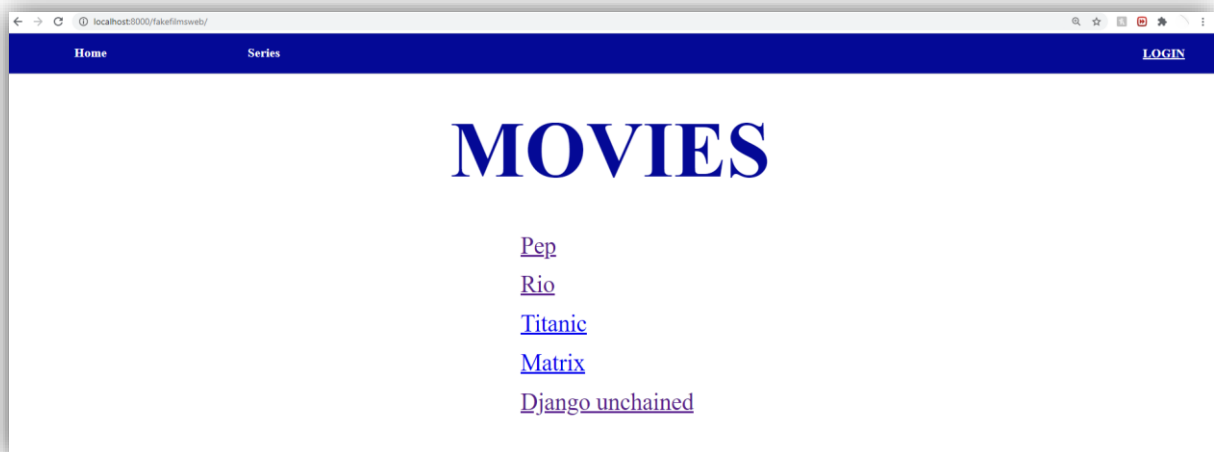 localhost:8000/fakefilmsweb/
Home Series LOGIN
MOVIES
Pep
Rio
Titanic
Matrix
Django unchained